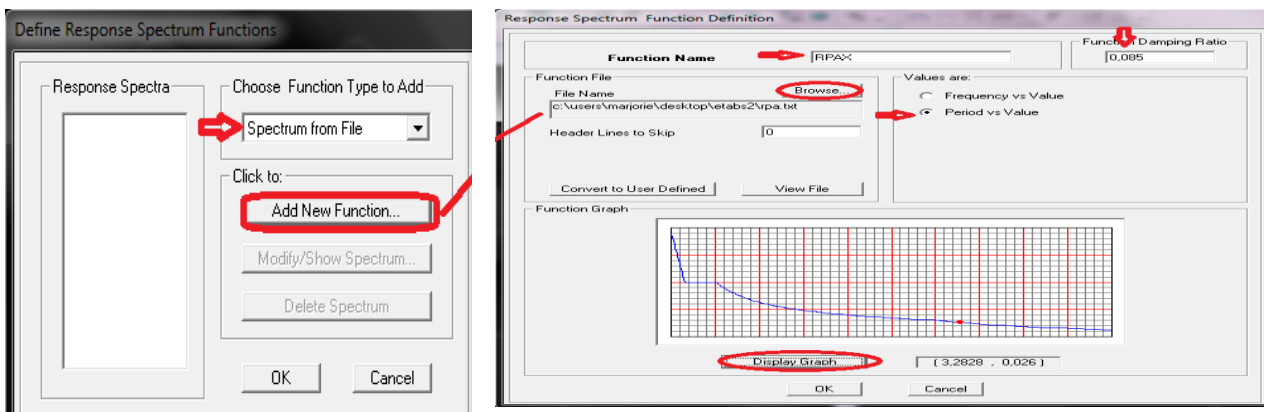 Define Response Spectrum Functions
Response Spectra
Choose Function Type to Add
Spectrum from File
Click to:
Add New Function...
Modify/Show Spectrum...
Delete Spectrum
OK
Cancel
Response Spectrum Function Definition
Function Name
RPAX
Function Damping Ratio
0,085
Function File
File Name
Browse...
c:\users\marjorie\desktop\etabs2\rpa.txt
Header Lines to Skip
0
Convert to User Defined
View File
Values are:
Frequency vs Value
Period vs Value
Function Graph
Display Graph
( 3,2828 , 0,026 )
OK
Cancel